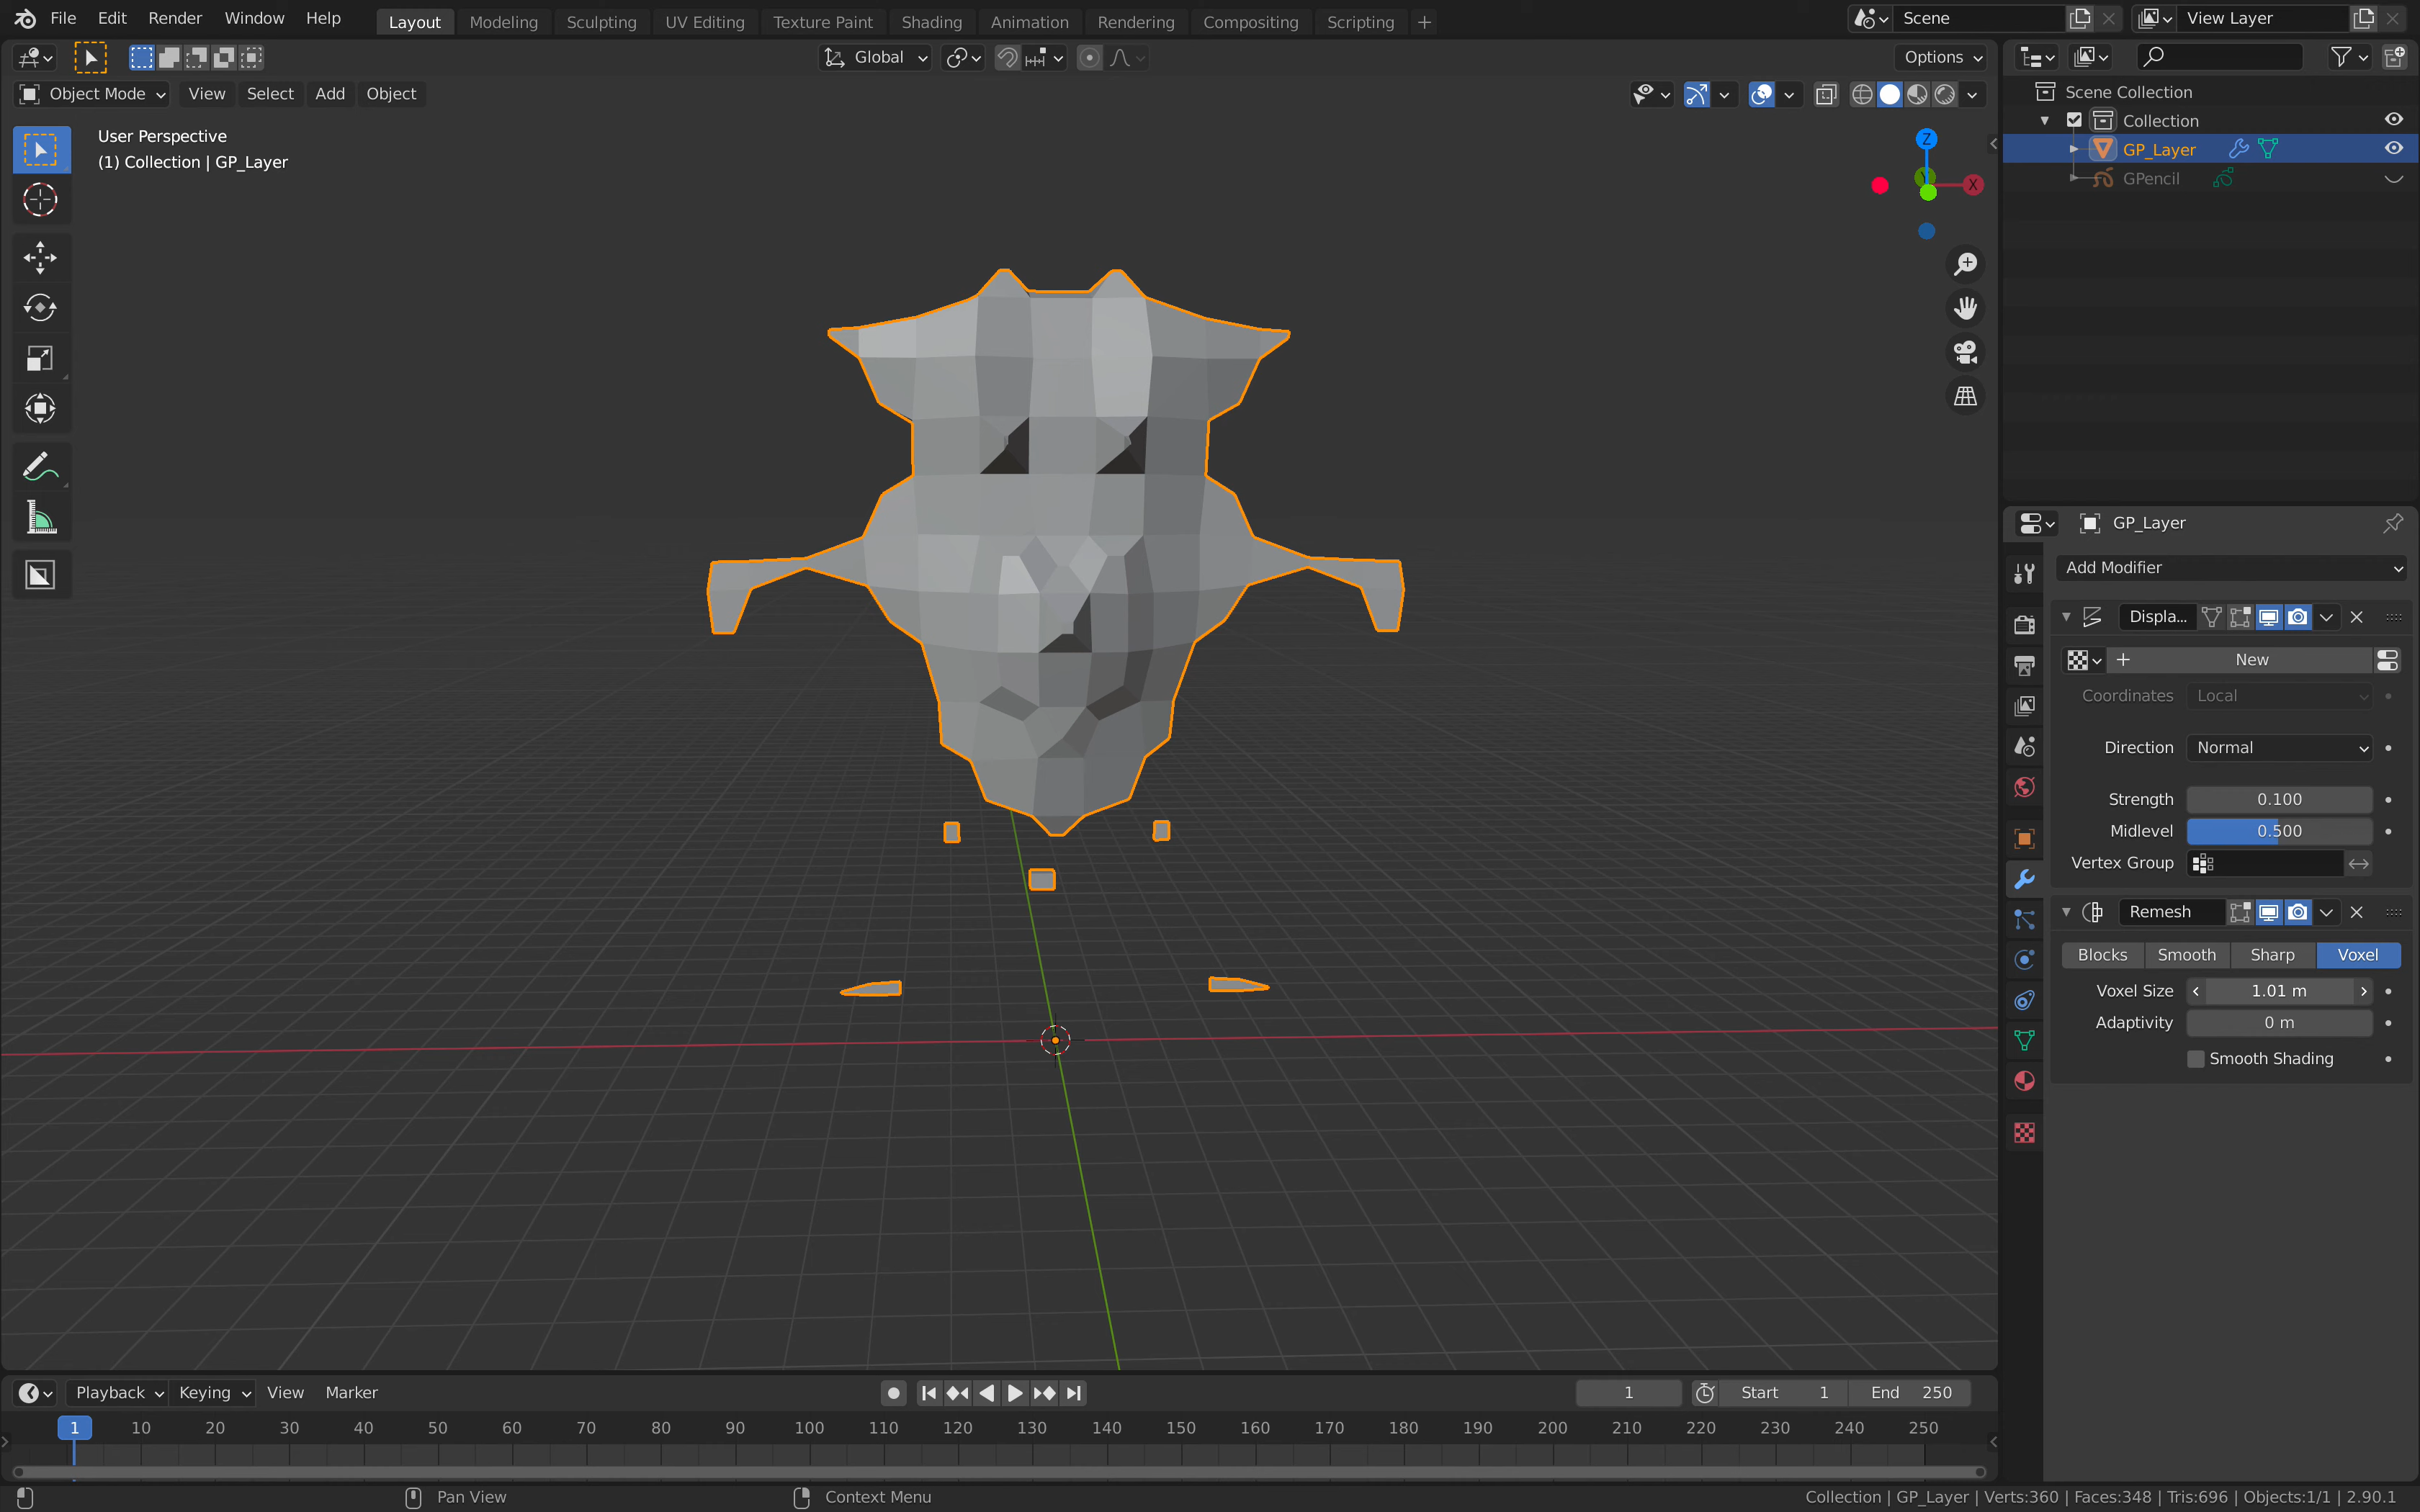 File Edit Render Window Help Layout Modeling Sculpting UV Editing Texture Paint Shading Animation Rendering Compositing Scripting + Scene View Layer
Global Options
Object Mode View Select Add Object
User Perspective
(1) Collection | GP_Layer
Z
Y
X
Scene Collection
Collection
GP_Layer
GPencil
GP_Layer
Add Modifier
Displa...
New
Coordinates Local
Direction Normal
Strength 0.100
Midlevel 0.500
Vertex Group
Remesh
Blocks Smooth Sharp Voxel
Voxel Size 1.01 m
Adaptivity 0 m
Smooth Shading
Playback Keying View Marker 1 Start 1 End 250
1 10 20 30 40 50 60 70 80 90 100 110 120 130 140 150 160 170 180 190 200 210 220 230 240 250
Pan View Context Menu Collection | GP_Layer | Verts:360 | Faces:348 | Tris:696 | Objects:1/1 | 2.90.1